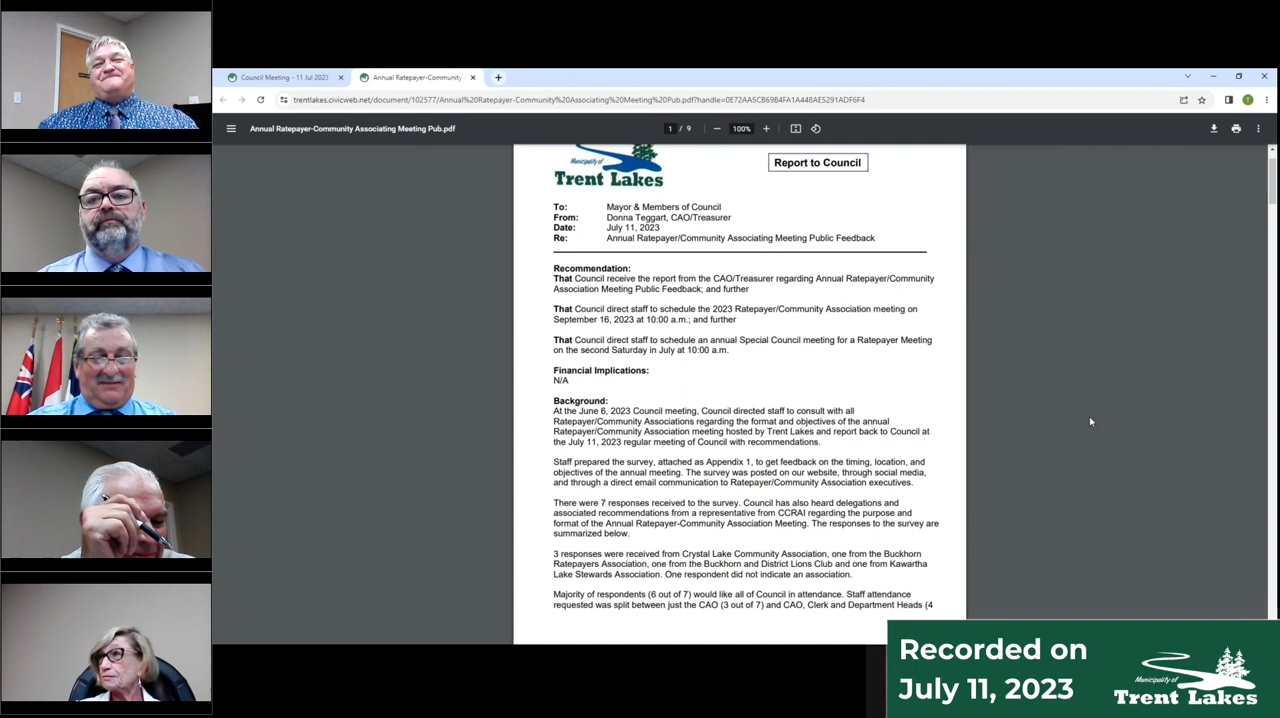 Council Meeting - 11 Jul 2023
Annual Ratepayer-Community
trentlakes.civicweb.net/document/102577/Annual%20Ratepayer-Community%20Associating%20Meeting%20Pub.pdf?handle=0E72AA5CB69B4FA1A448AE5291ADF6F4
T
Annual Ratepayer-Community Associating Meeting Pub.pdf
1 / 9
100%
Municipality of
Trent Lakes
Report to Council
To: Mayor & Members of Council
From: Donna Teggart, CAO/Treasurer
Date: July 11, 2023
Re: Annual Ratepayer/Community Associating Meeting Public Feedback
Recommendation:
That Council receive the report from the CAO/Treasurer regarding Annual Ratepayer/Community
Association Meeting Public Feedback; and further
That Council direct staff to schedule the 2023 Ratepayer/Community Association meeting on
September 16, 2023 at 10:00 a.m.; and further
That Council direct staff to schedule an annual Special Council meeting for a Ratepayer Meeting
on the second Saturday in July at 10:00 a.m.
Financial Implications:
N/A
Background:
At the June 6, 2023 Council meeting, Council directed staff to consult with all
Ratepayer/Community Associations regarding the format and objectives of the annual
Ratepayer/Community Association meeting hosted by Trent Lakes and report back to Council at
the July 11, 2023 regular meeting of Council with recommendations.
Staff prepared the survey, attached as Appendix 1, to get feedback on the timing, location, and
objectives of the annual meeting. The survey was posted on our website, through social media,
and through a direct email communication to Ratepayer/Community Association executives.
There were 7 responses received to the survey. Council has also heard delegations and
associated recommendations from a representative from CCRAI regarding the purpose and
format of the Annual Ratepayer-Community Association Meeting. The responses to the survey are
summarized below.
3 responses were received from Crystal Lake Community Association, one from the Buckhorn
Ratepayers Association, one from the Buckhorn and District Lions Club and one from Kawartha
Lake Stewards Association. One respondent did not indicate an association.
Majority of respondents (6 out of 7) would like all of Council in attendance. Staff attendance
requested was split between just the CAO (3 out of 7) and CAO, Clerk and Department Heads (4
Recorded on
July 11, 2023
Municipality of
Trent Lakes